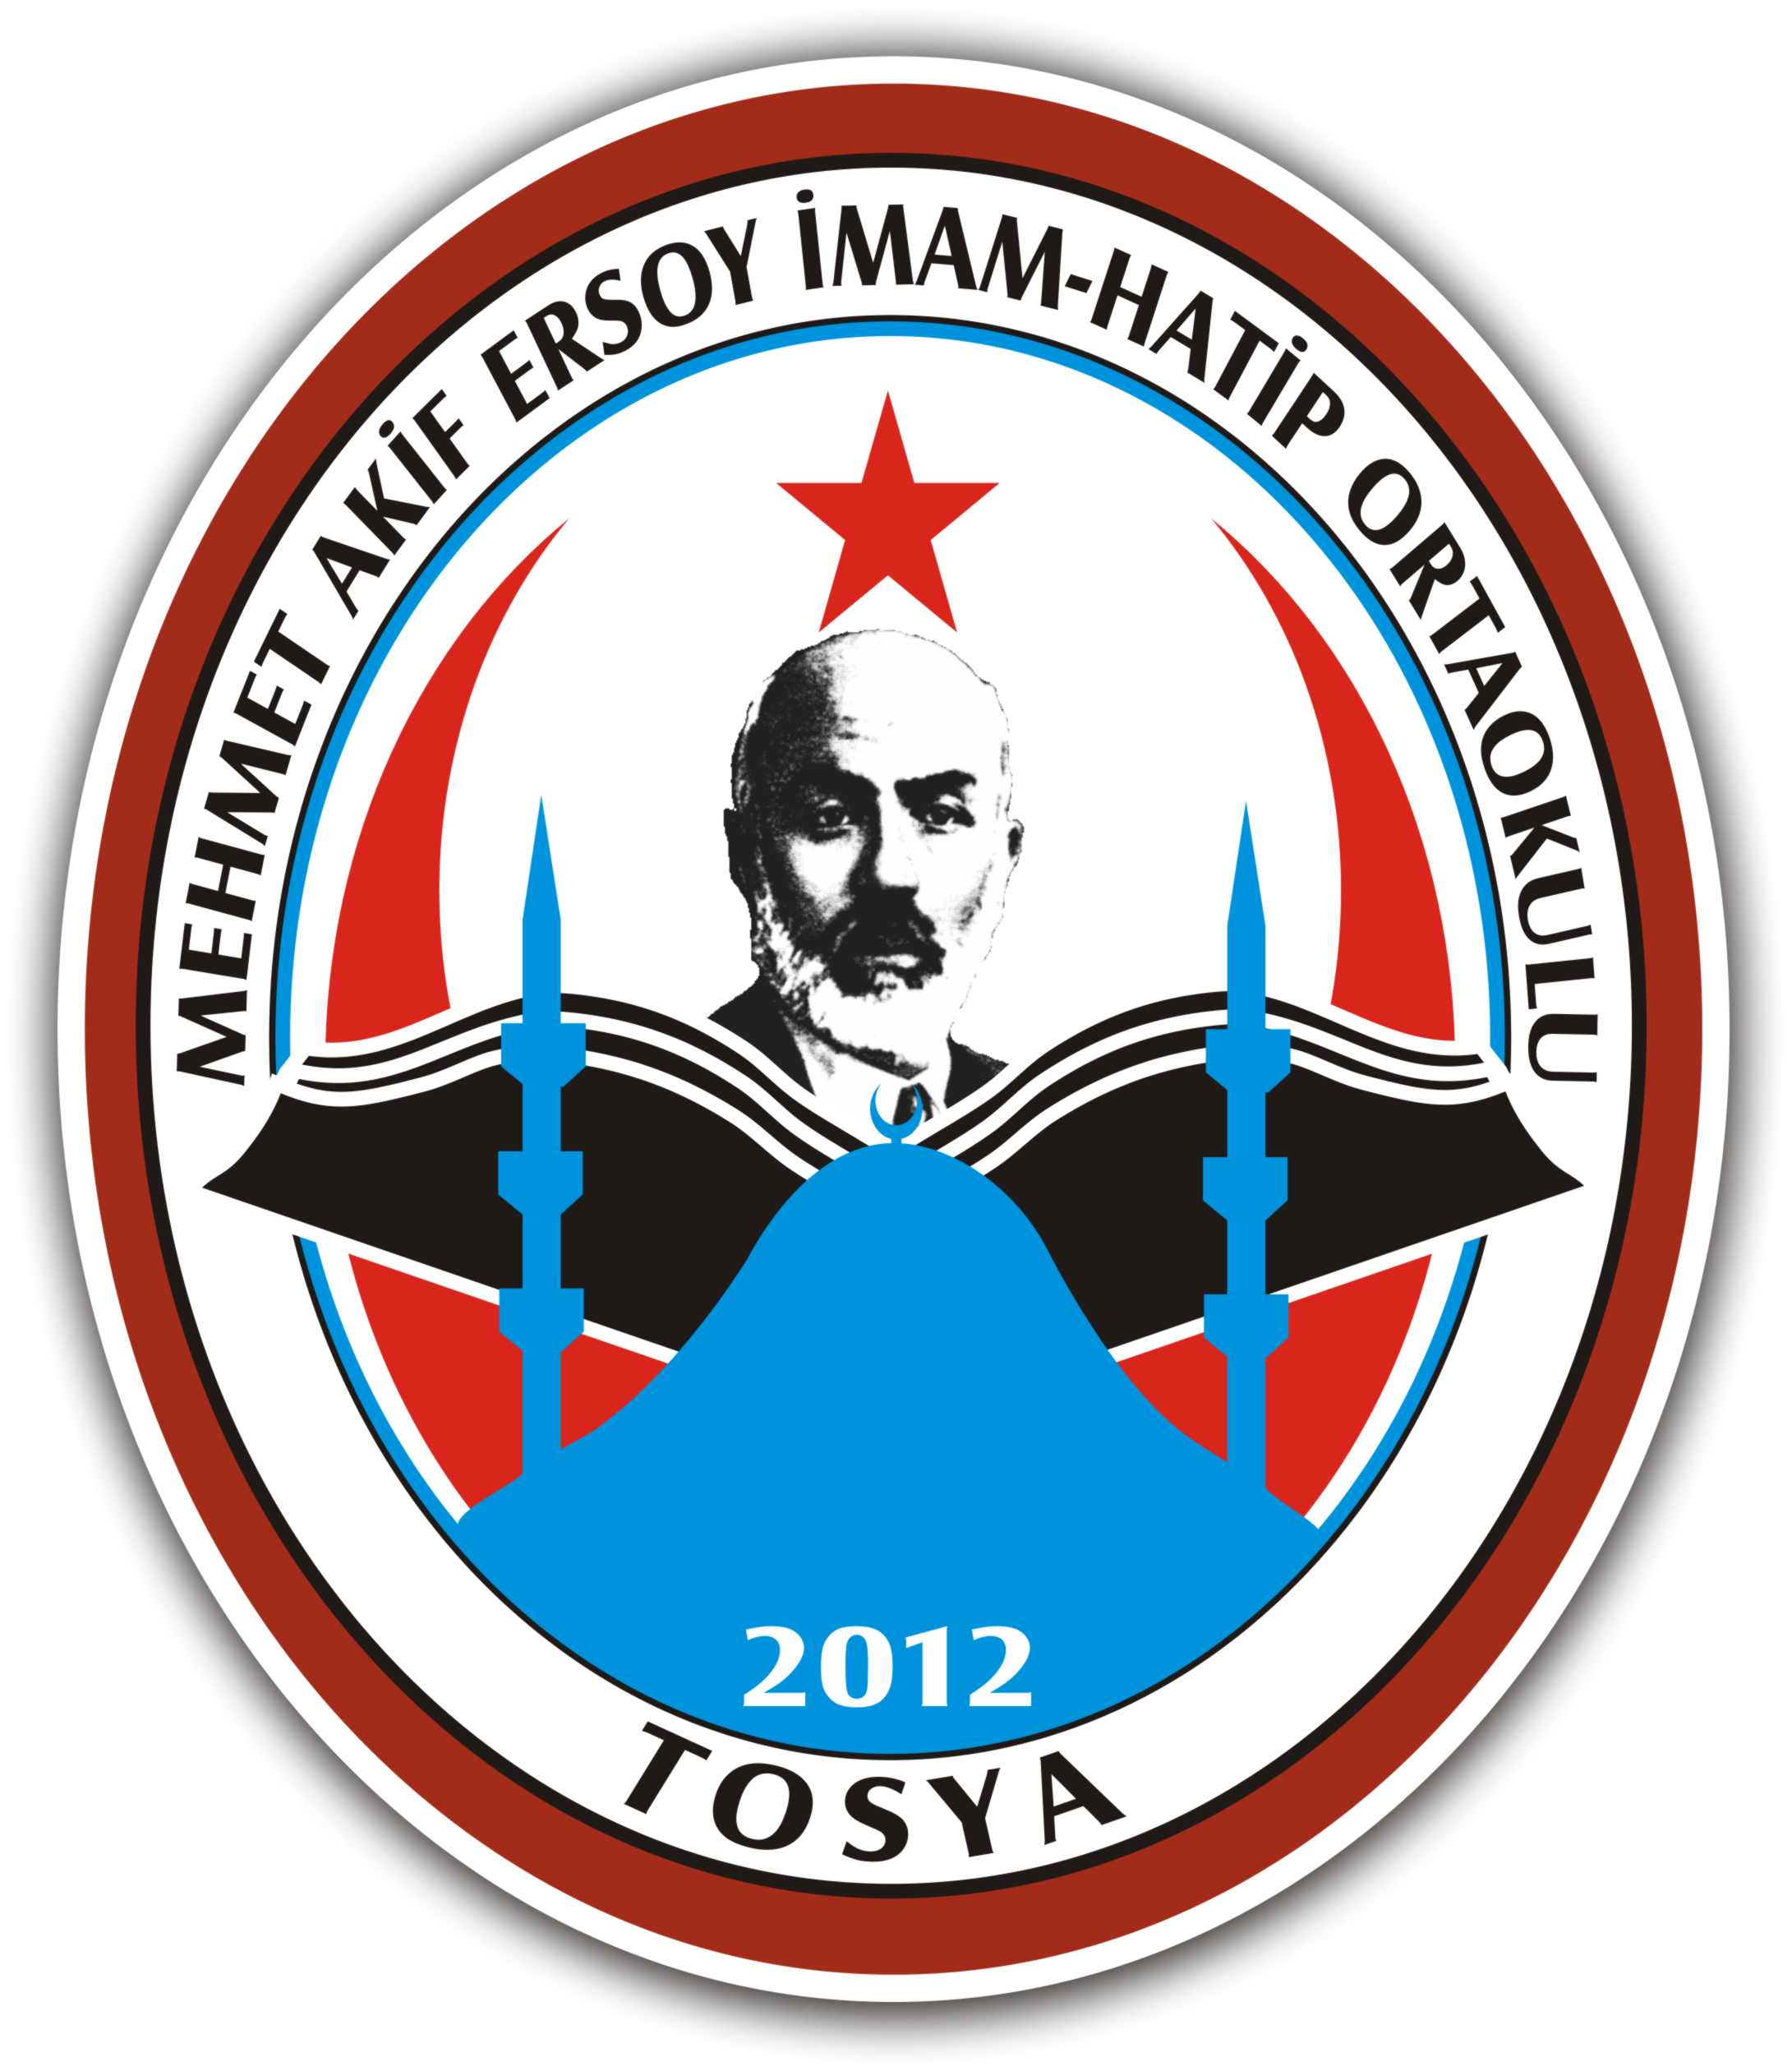 MEHMET AKİF ERSOY İMAM-HATİP ORTAOKULU
2012
TOSYA